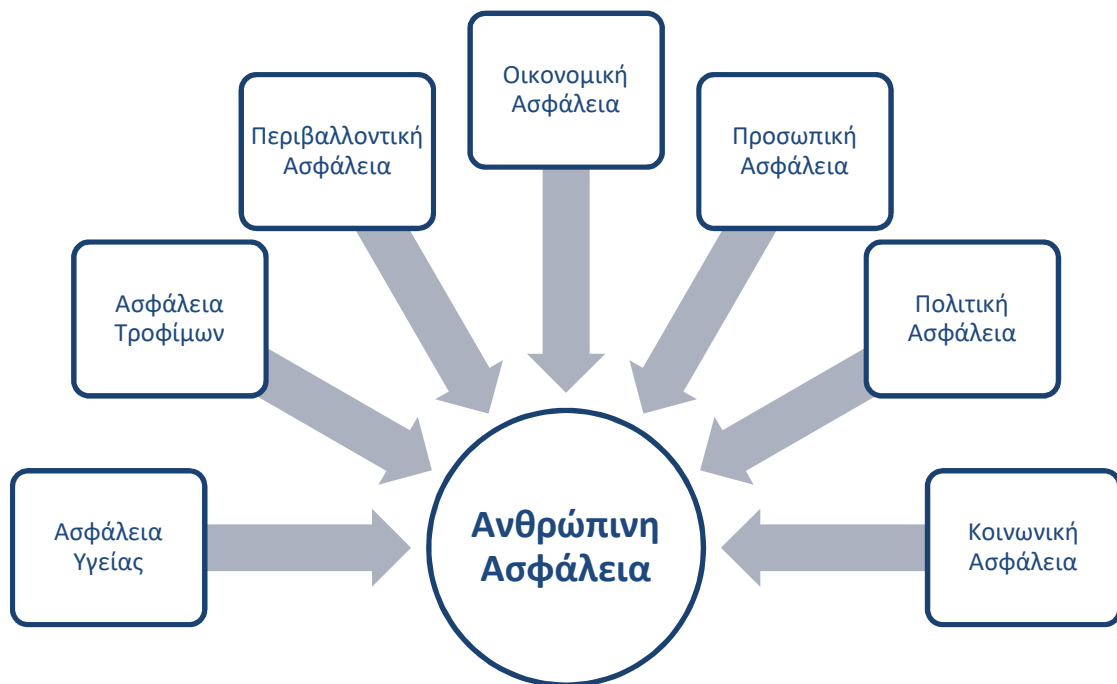 Οικονομική
Ασφάλεια
Περιβαλλοντική
Ασφάλεια
Προσωπική
Ασφάλεια
Ασφάλεια
Τροφίμων
Πολιτική
Ασφάλεια
Ασφάλεια
Υγείας
Ανθρώπινη
Ασφάλεια
Κοινωνική
Ασφάλεια